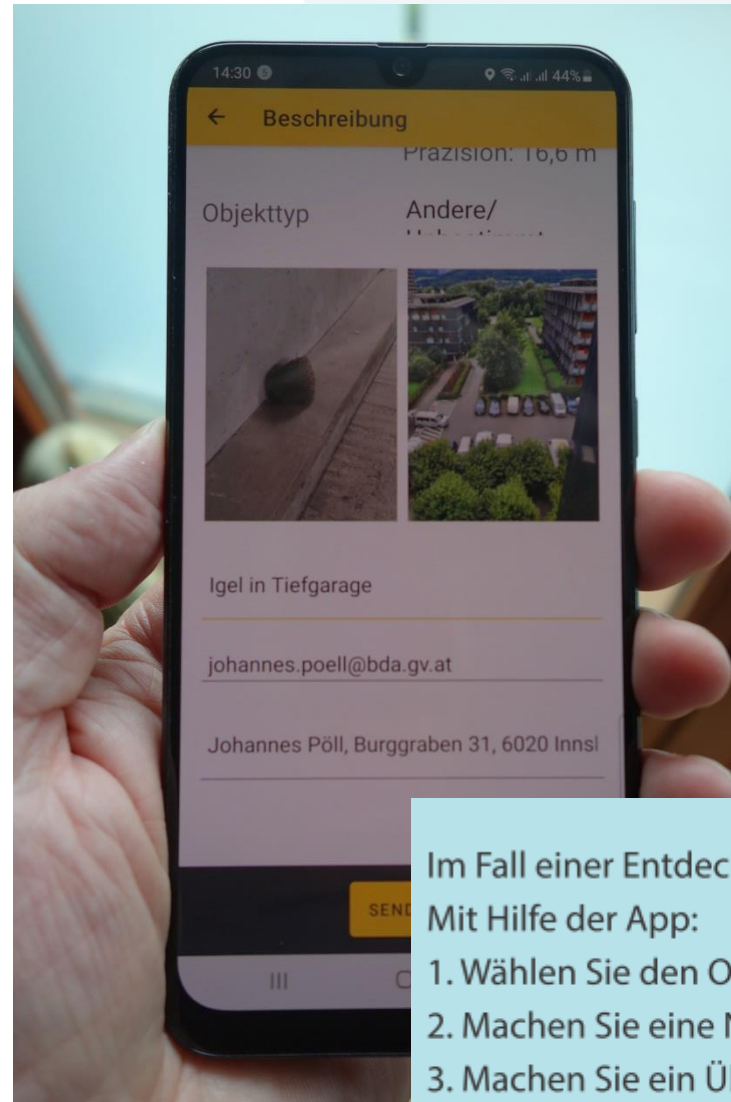 14:30
44%
← Beschreibung
Präzision: 16,6 m
Objekttyp
Andere/
Igel in Tiefgarage
johannes.poell@bda.gv.at
Johannes Pöll, Burggraben 31, 6020 Innsl
SEND
Im Fall einer Entdec
Mit Hilfe der App:
1. Wählen Sie den O
2. Machen Sie eine N
3. Machen Sie ein Ül